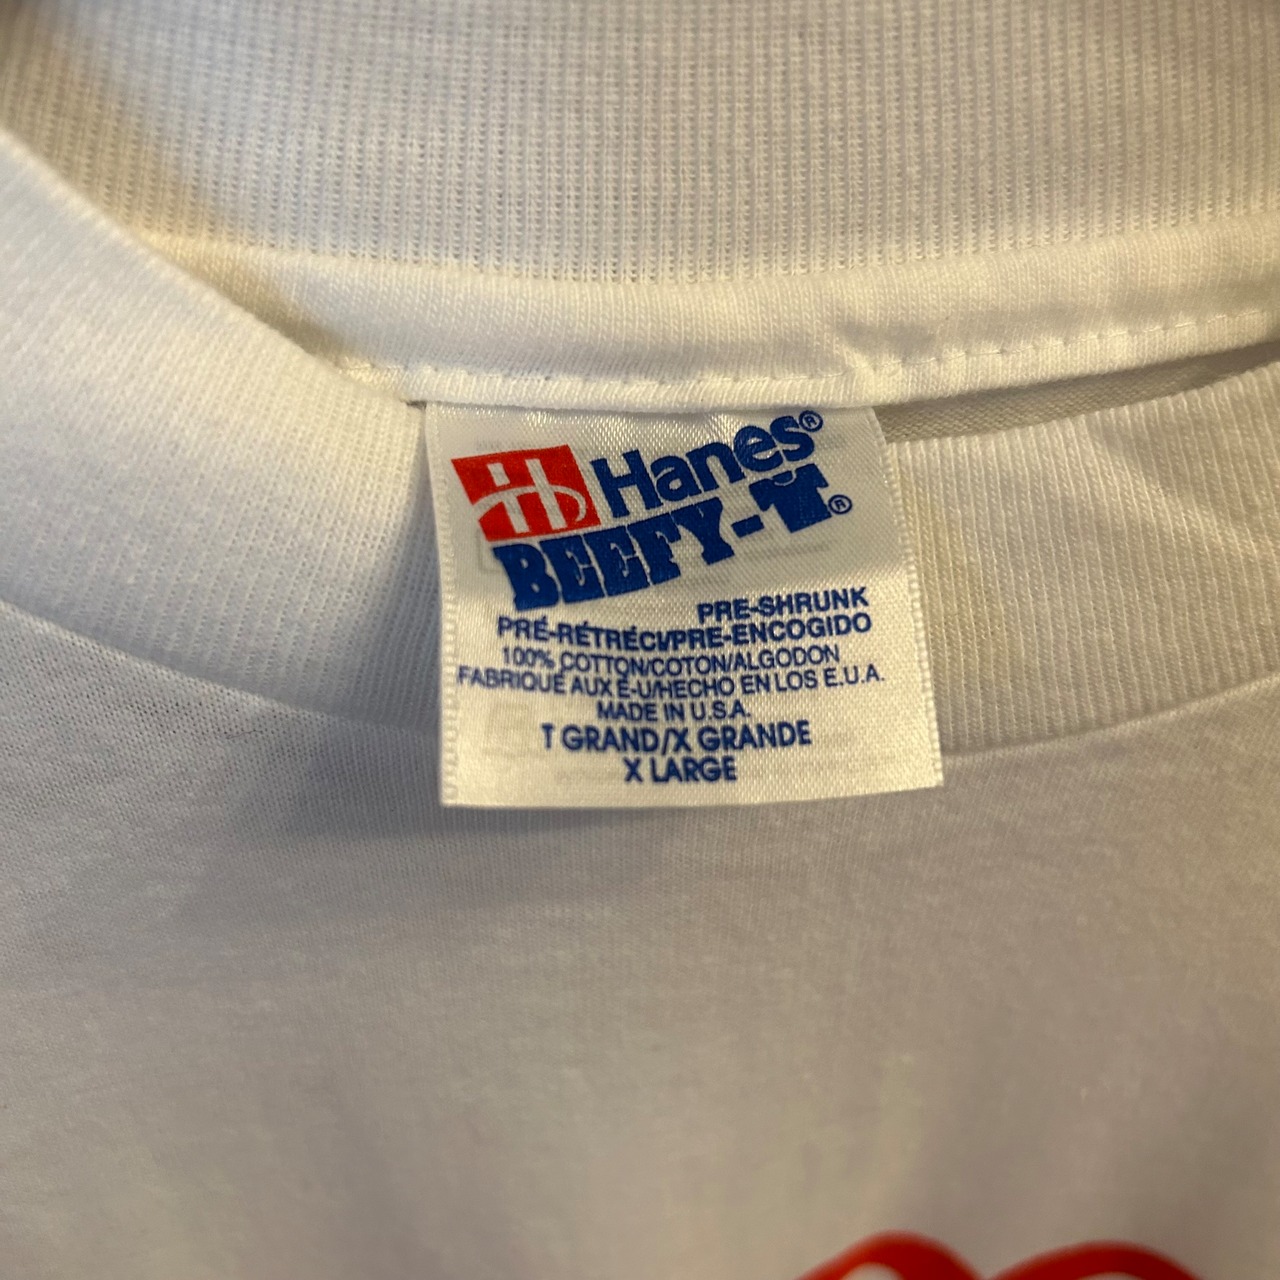 Hanes®
BEEFY-T®
PRE-SHRUNK
PRÉ-RÉTRÉCI/PRE-ENCOGIDO
100% COTTON/COTON/ALGODON
FABRIQUÉ AUX É-U/HECHO EN LOS E.U.A.
MADE IN U.S.A.
T GRAND/X GRANDE
X LARGE